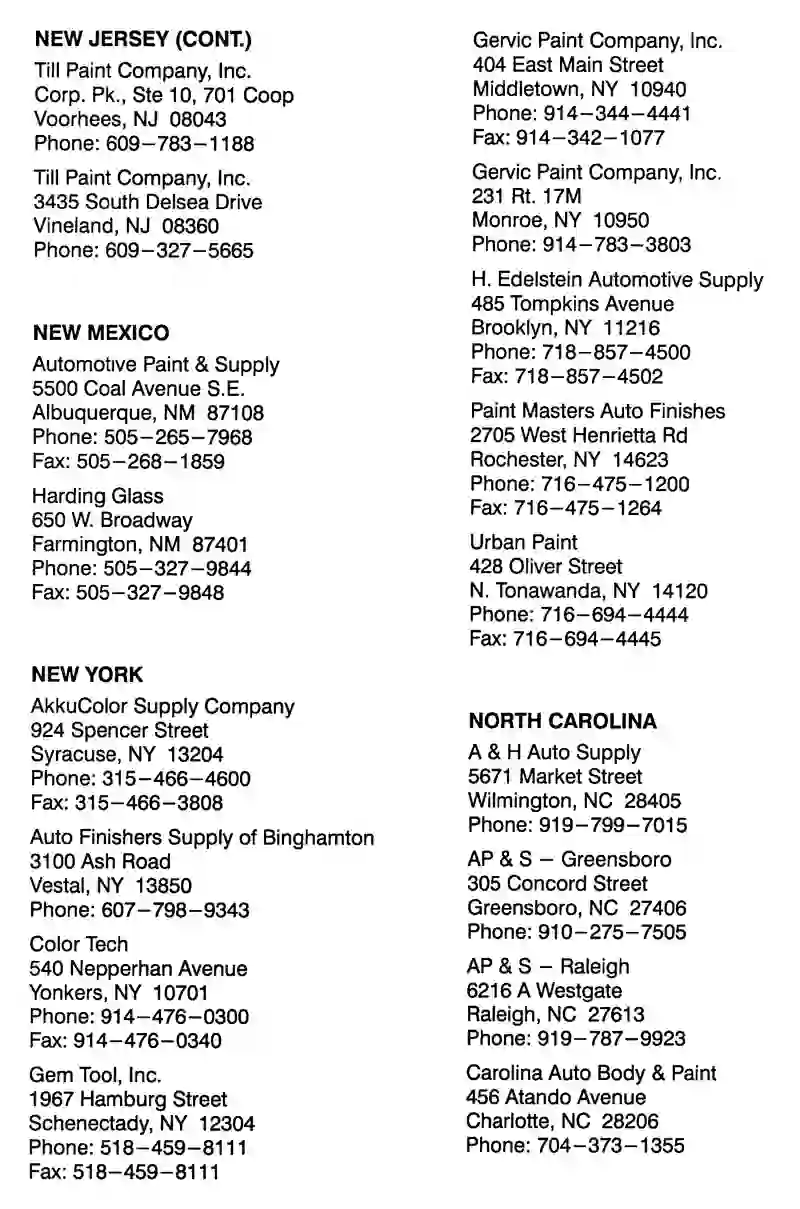 NEW JERSEY (CONT.)
Till Paint Company, Inc.
Corp. Pk., Ste 10, 701 Coop
Voorhees, NJ 08043
Phone: 609–783–1188
Till Paint Company, Inc.
3435 South Delsea Drive
Vineland, NJ 08360
Phone: 609–327–5665
NEW MEXICO
Automotive Paint & Supply
5500 Coal Avenue S.E.
Albuquerque, NM 87108
Phone: 505–265–7968
Fax: 505–268–1859
Harding Glass
650 W. Broadway
Farmington, NM 87401
Phone: 505–327–9844
Fax: 505–327–9848
NEW YORK
AkkuColor Supply Company
924 Spencer Street
Syracuse, NY 13204
Phone: 315–466–4600
Fax: 315–466–3808
Auto Finishers Supply of Binghamton
3100 Ash Road
Vestal, NY 13850
Phone: 607–798–9343
Color Tech
540 Nepperhan Avenue
Yonkers, NY 10701
Phone: 914–476–0300
Fax: 914–476–0340
Gem Tool, Inc.
1967 Hamburg Street
Schenectady, NY 12304
Phone: 518–459–8111
Fax: 518–459–8111
Gervic Paint Company, Inc.
404 East Main Street
Middletown, NY 10940
Phone: 914–344–4441
Fax: 914–342–1077
Gervic Paint Company, Inc.
231 Rt. 17M
Monroe, NY 10950
Phone: 914–783–3803
H. Edelstein Automotive Supply
485 Tompkins Avenue
Brooklyn, NY 11216
Phone: 718–857–4500
Fax: 718–857–4502
Paint Masters Auto Finishes
2705 West Henrietta Rd
Rochester, NY 14623
Phone: 716–475–1200
Fax: 716–475–1264
Urban Paint
428 Oliver Street
N. Tonawanda, NY 14120
Phone: 716–694–4444
Fax: 716–694–4445
NORTH CAROLINA
A & H Auto Supply
5671 Market Street
Wilmington, NC 28405
Phone: 919–799–7015
AP & S – Greensboro
305 Concord Street
Greensboro, NC 27406
Phone: 910–275–7505
AP & S – Raleigh
6216 A Westgate
Raleigh, NC 27613
Phone: 919–787–9923
Carolina Auto Body & Paint
456 Atando Avenue
Charlotte, NC 28206
Phone: 704–373–1355